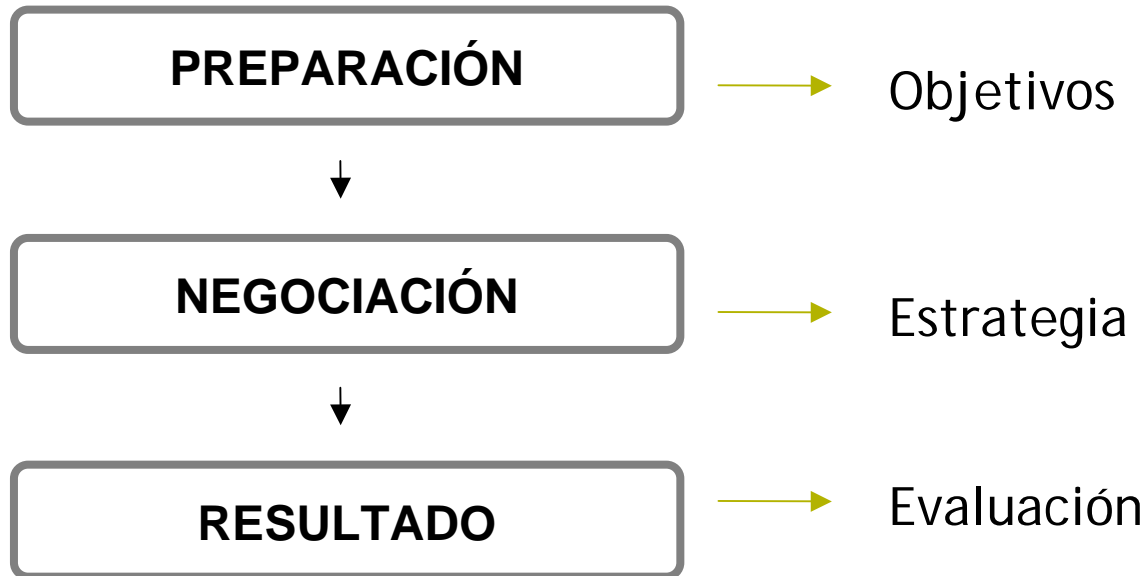 PREPARACIÓN
Objetivos
NEGOCIACIÓN
Estrategia
RESULTADO
Evaluación